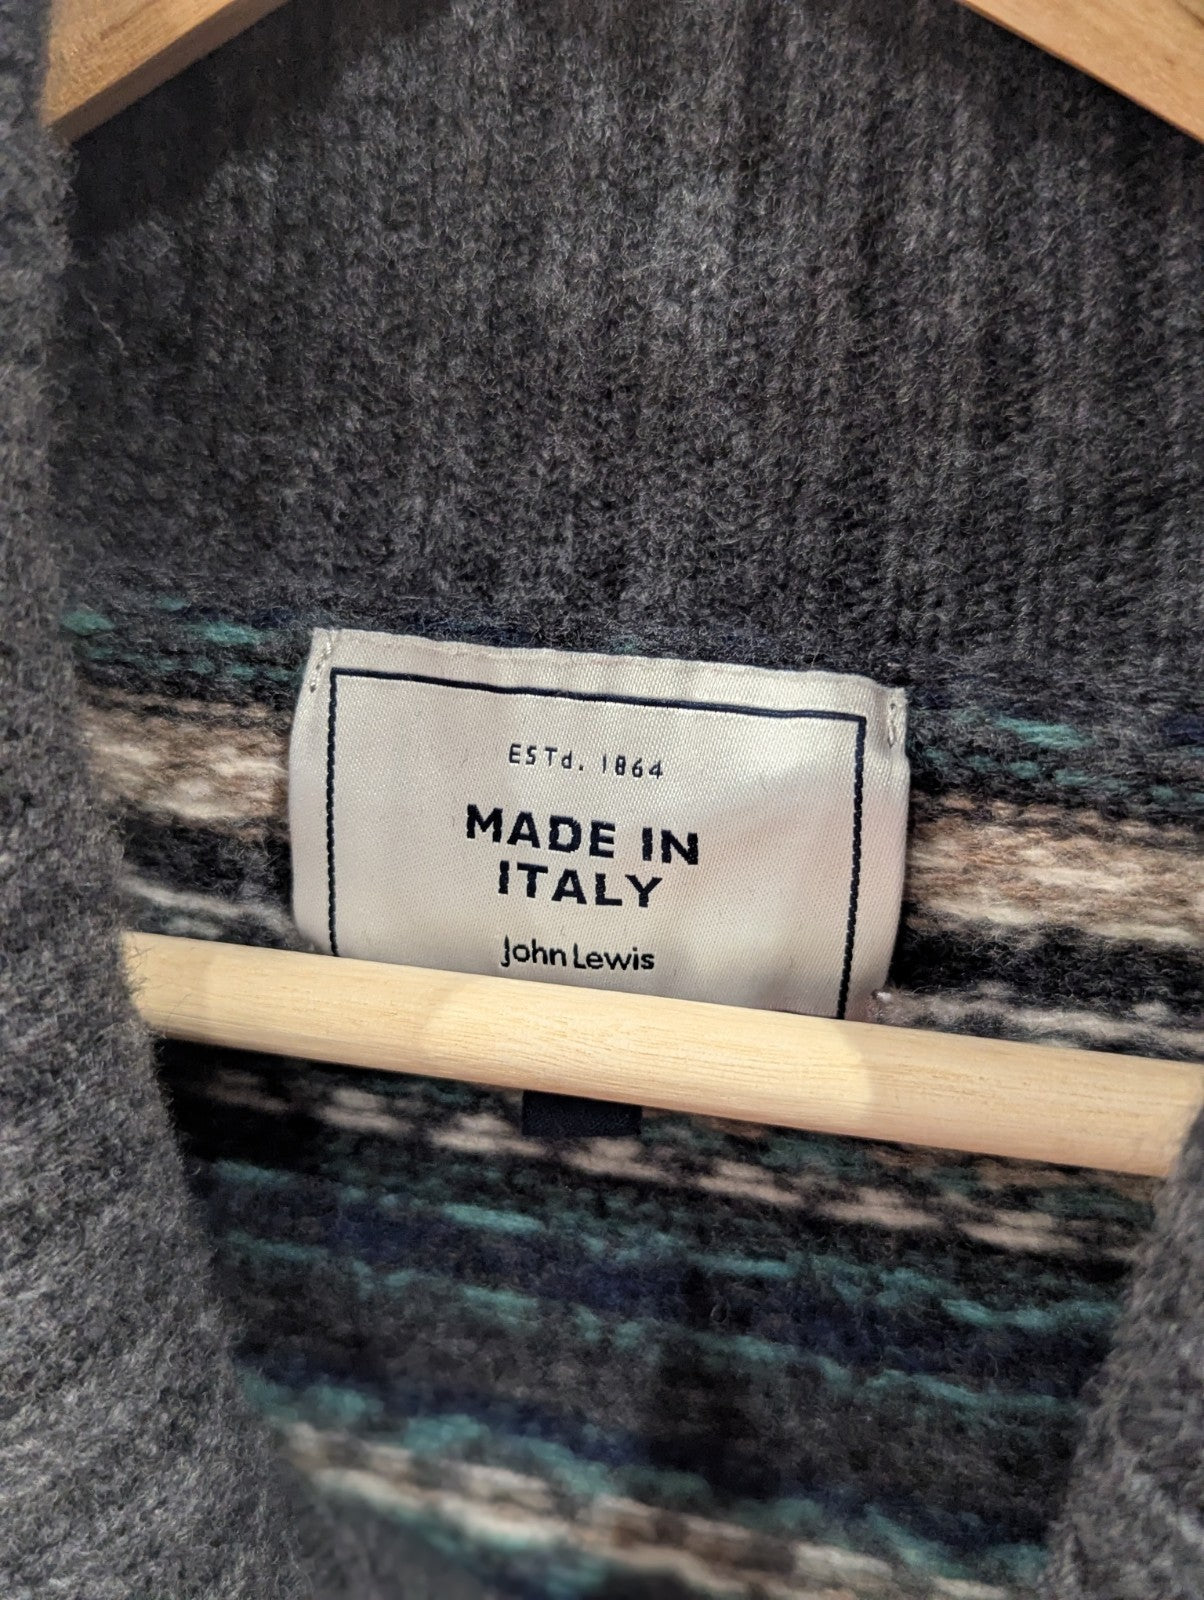 ESTd. 1864
MADE IN
ITALY
John Lewis